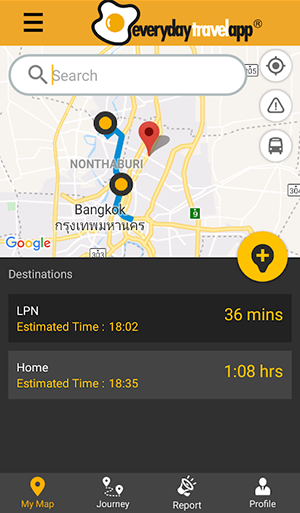 everydaytravelapp®
305
Search
NONTHABURI
304
Bangkok
กรุงเทพมหานคร
9
Google
Destinations
LPN
36 mins
Estimated Time : 18:02
Home
1:08 hrs
Estimated Time : 18:35
My Map
Journey
Report
Profile